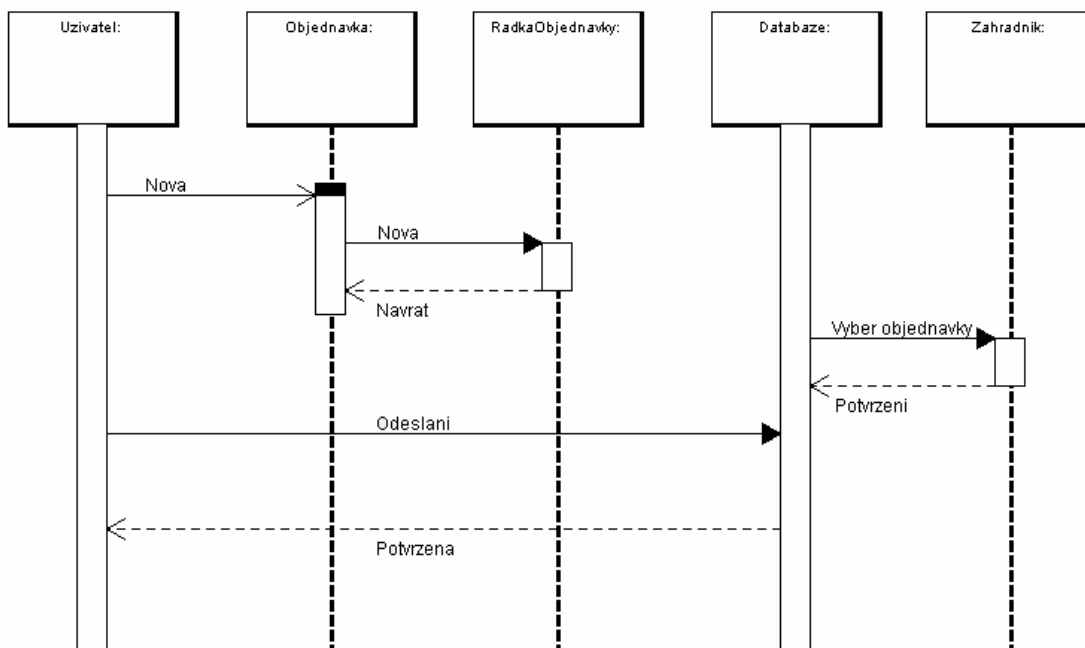 Uzivatel:
Objednavka:
RadkaObjednavky:
Databaze:
Zahradnik:
Nova
Nova
Navrat
Vyber objednavky
Potvrzeni
Odeslani
Potvrzena